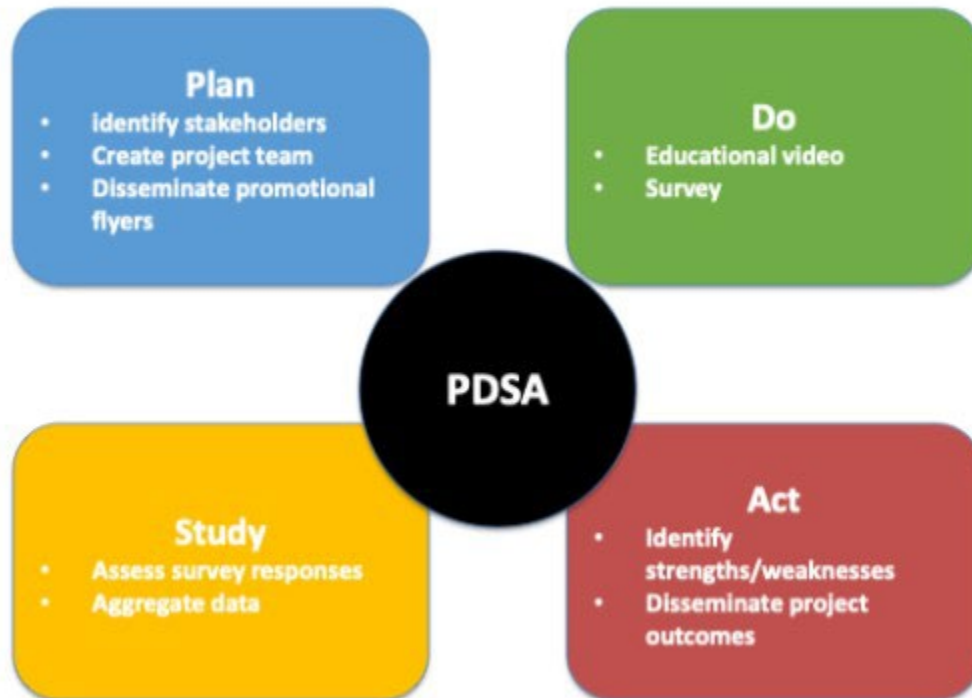 Plan
• identify stakeholders
• Create project team
• Disseminate promotional
flyers
Do
• Educational video
• Survey
PDSA
Study
• Assess survey responses
• Aggregate data
Act
• Identify
strengths/weaknesses
• Disseminate project
outcomes